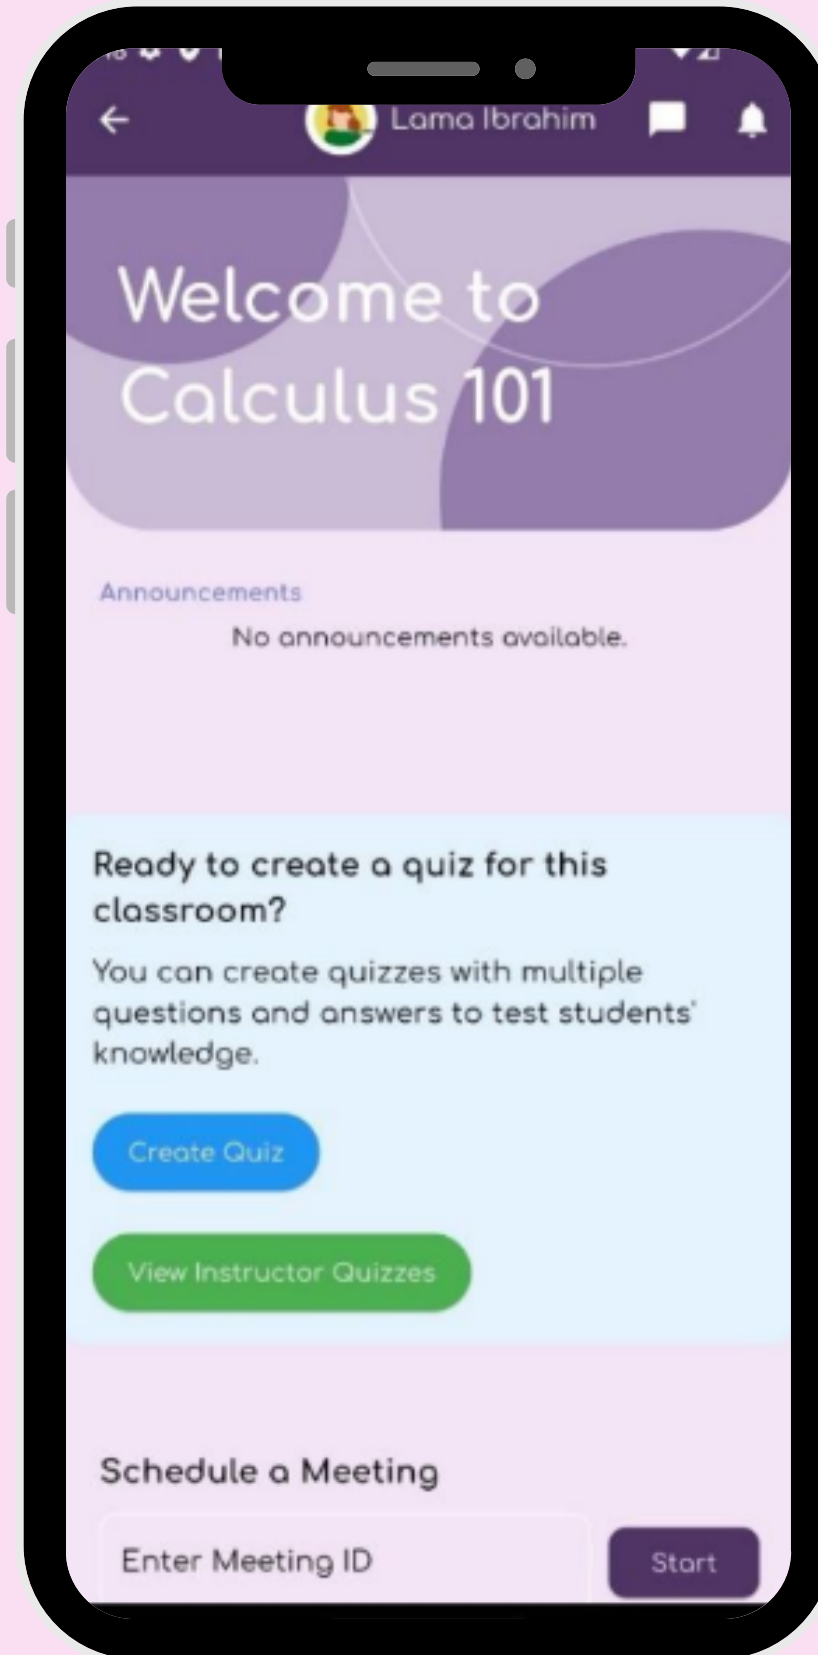 Lama Ibrahim
Welcome to
Calculus 101
Announcements
No announcements available.
Ready to create a quiz for this
classroom?
You can create quizzes with multiple
questions and answers to test students'
knowledge.
Create Quiz
View Instructor Quizzes
Schedule a Meeting
Enter Meeting ID
Start